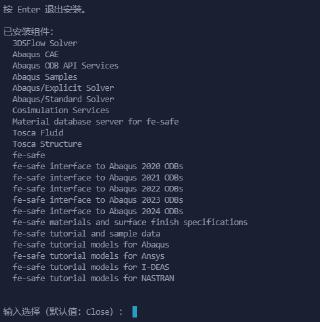 按 Enter 退出安装。
已安装组件:
3DSFlow Solver
Abaqus CAE
Abaqus ODB API Services
Abaqus Samples
Abaqus/Explicit Solver
Abaqus/Standard Solver
Cosimulation Services
Material database server for fe-safe
Tosca Fluid
Tosca Structure
fe-safe
fe-safe interface to Abaqus 2020 ODBs
fe-safe interface to Abaqus 2021 ODBs
fe-safe interface to Abaqus 2022 ODBs
fe-safe interface to Abaqus 2023 ODBs
fe-safe interface to Abaqus 2024 ODBs
fe-safe materials and surface finish specifications
fe-safe tutorial and sample data
fe-safe tutorial models for Abaqus
fe-safe tutorial models for Ansys
fe-safe tutorial models for I-DEAS
fe-safe tutorial models for NASTRAN
输入选择 (默认值: Close) :